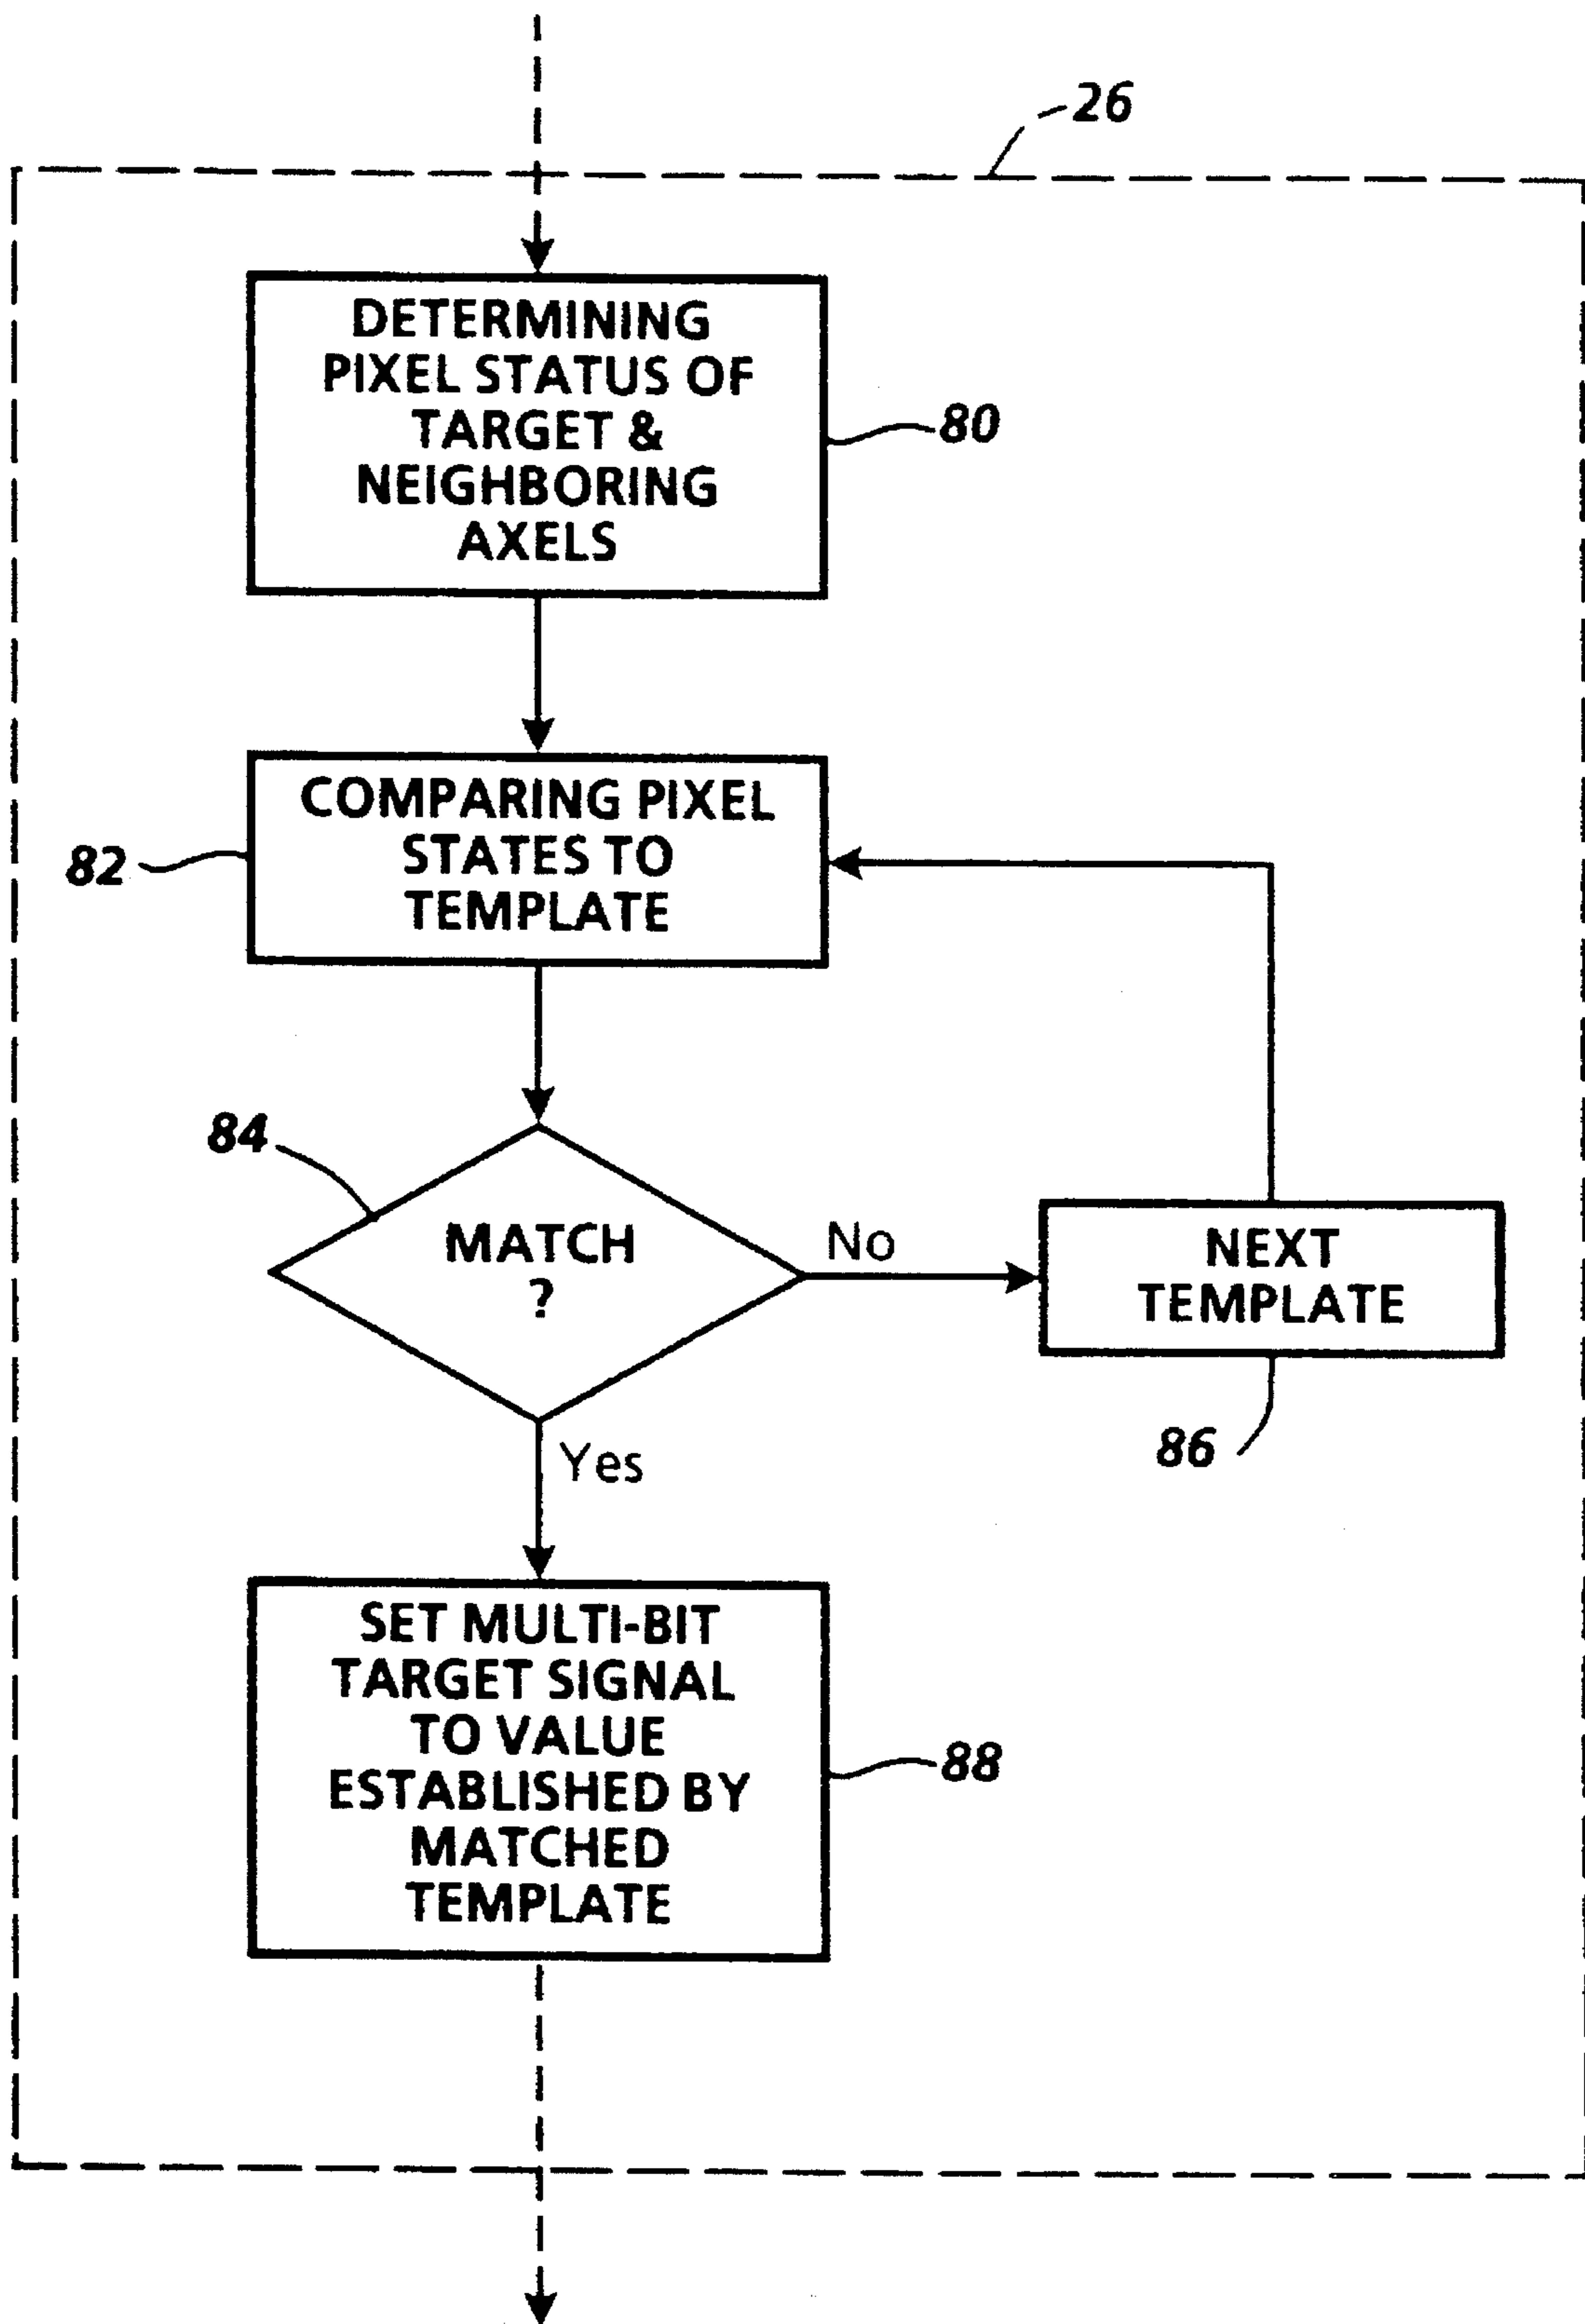 26
DETERMINING
PIXEL STATUS OF
TARGET &
NEIGHBORING
AXELS
80
COMPARING PIXEL
STATES TO
TEMPLATE
82
84
MATCH
?
No
NEXT
TEMPLATE
86
Yes
SET MULTI-BIT
TARGET SIGNAL
TO VALUE
ESTABLISHED BY
MATCHED
TEMPLATE
88